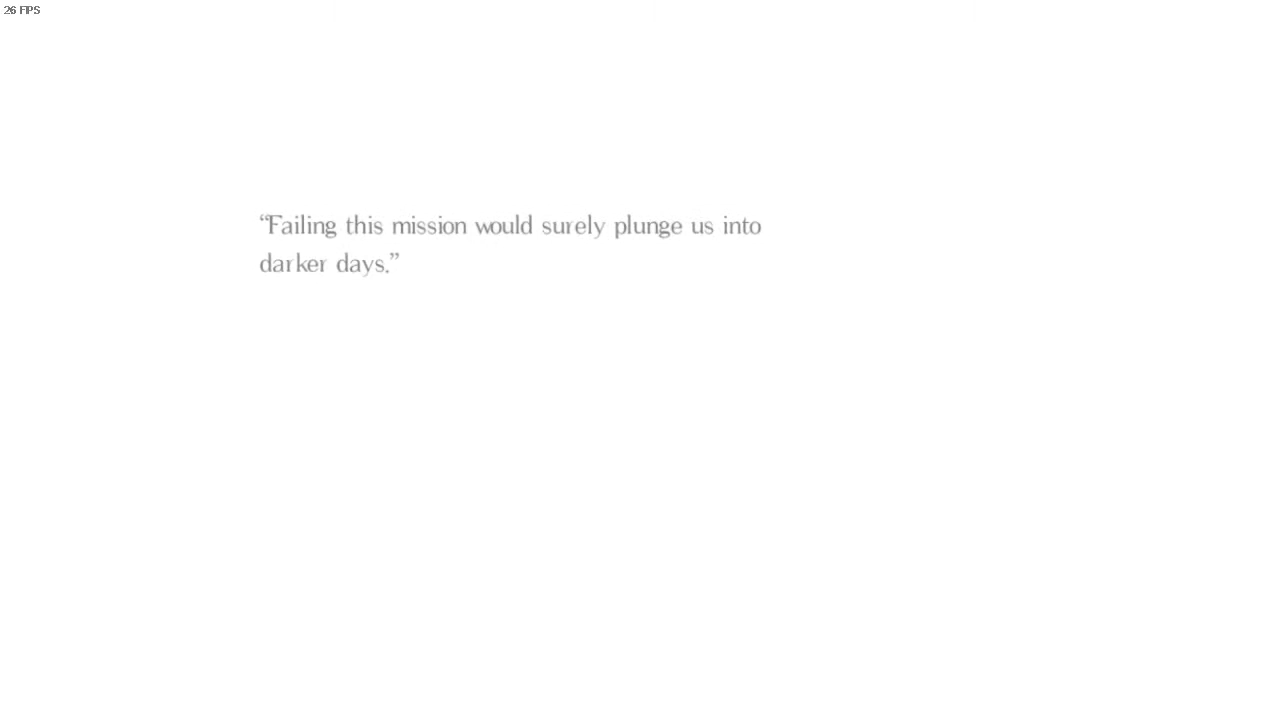 26 FPS
“Failing this mission would surely plunge us into
darker days.”